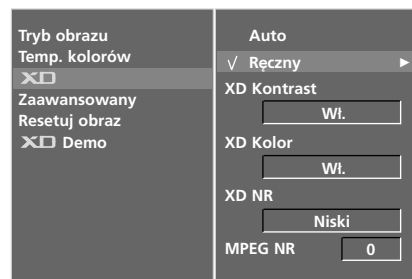 Tryb obrazu
Temp. kolorów
XD
Zaawansowany
Resetuj obraz
XD Demo
Auto
√ Ręczny ►
XD Kontrast
Wł.
XD Kolor
Wł.
XD NR
Niski
MPEG NR 0